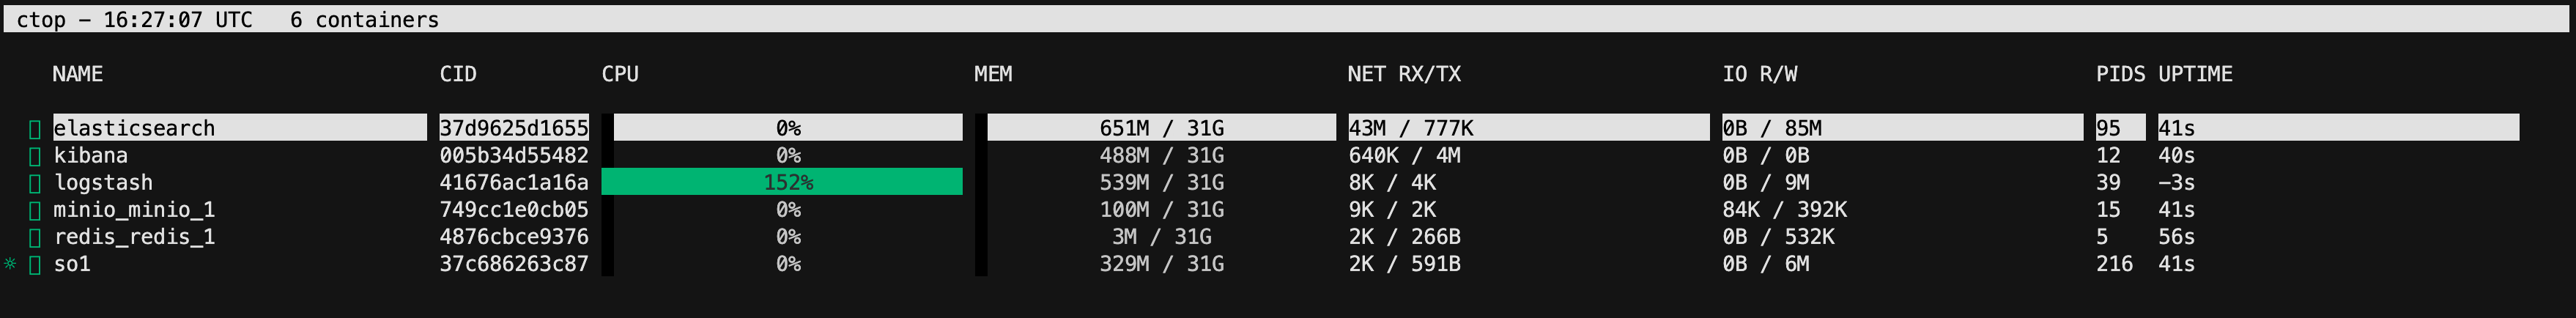 ctop - 16:27:07 UTC 6 containers
NAME CID CPU MEM NET RX/TX IO R/W PIDS UPTIME
elasticsearch 37d9625d1655 0% 651M / 31G 43M / 777K 0B / 85M 95 41s
kibana 005b34d55482 0% 488M / 31G 640K / 4M 0B / 0B 12 40s
logstash 41676ac1a16a 152% 539M / 31G 8K / 4K 0B / 9M 39 -3s
minio_minio_1 749cc1e0cb05 0% 100M / 31G 9K / 2K 84K / 392K 15 41s
redis_redis_1 4876cbce9376 0% 3M / 31G 2K / 266B 0B / 532K 5 56s
so1 37c686263c87 0% 329M / 31G 2K / 591B 0B / 6M 216 41s